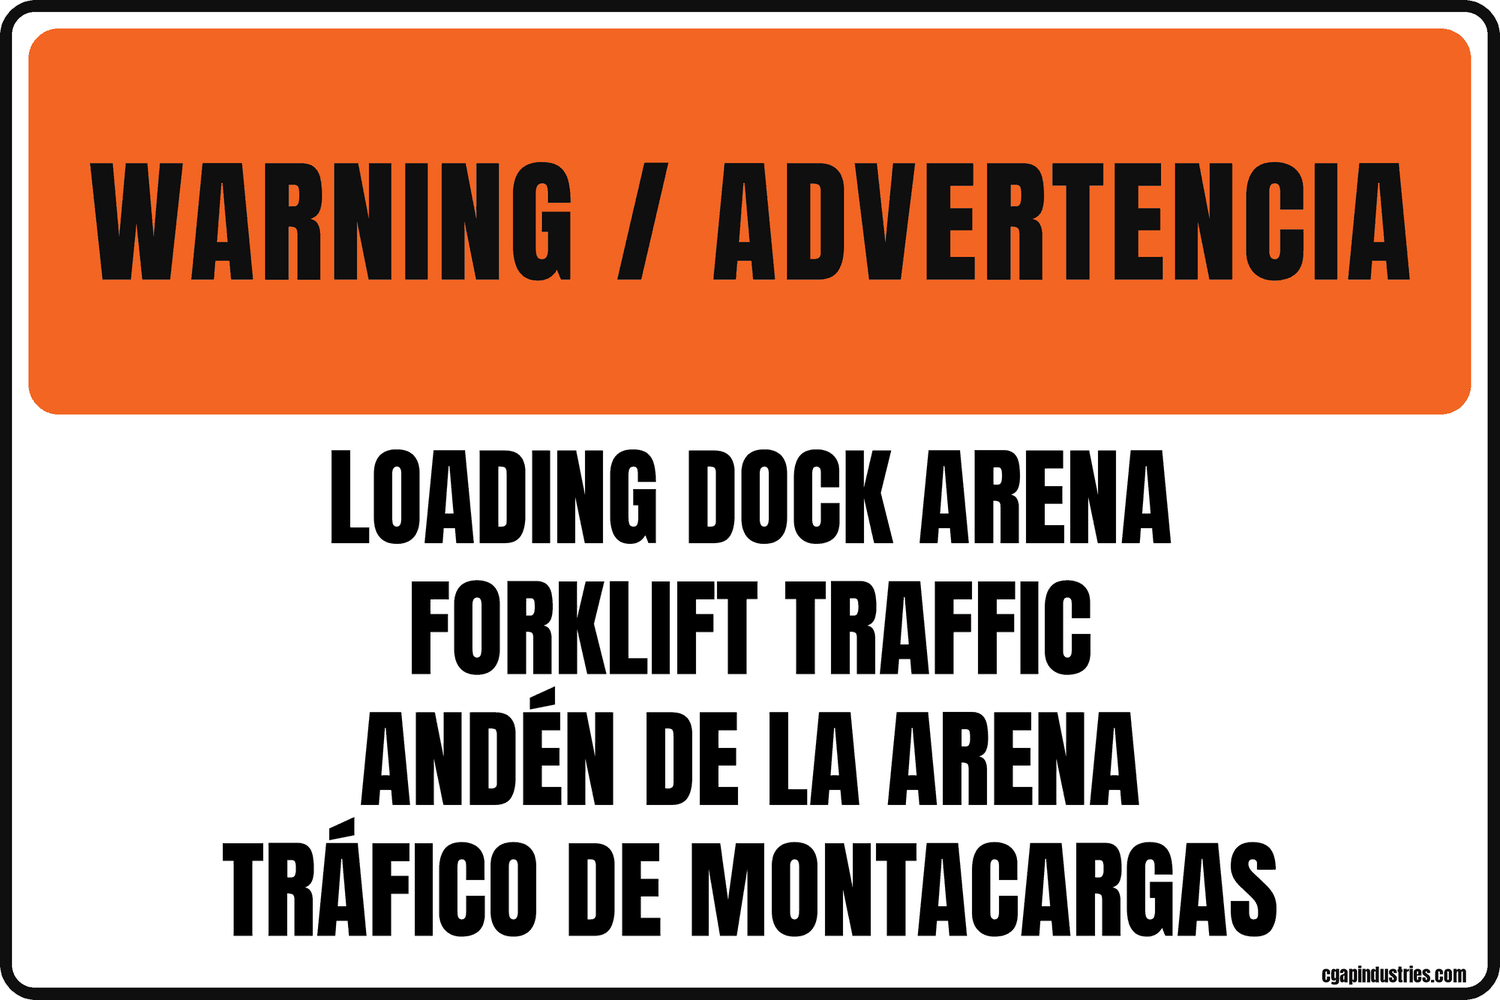 WARNING / ADVERTENCIA
LOADING DOCK ARENA
FORKLIFT TRAFFIC
ANDÉN DE LA ARENA
TRÁFICO DE MONTACARGAS
cgapindustries.com